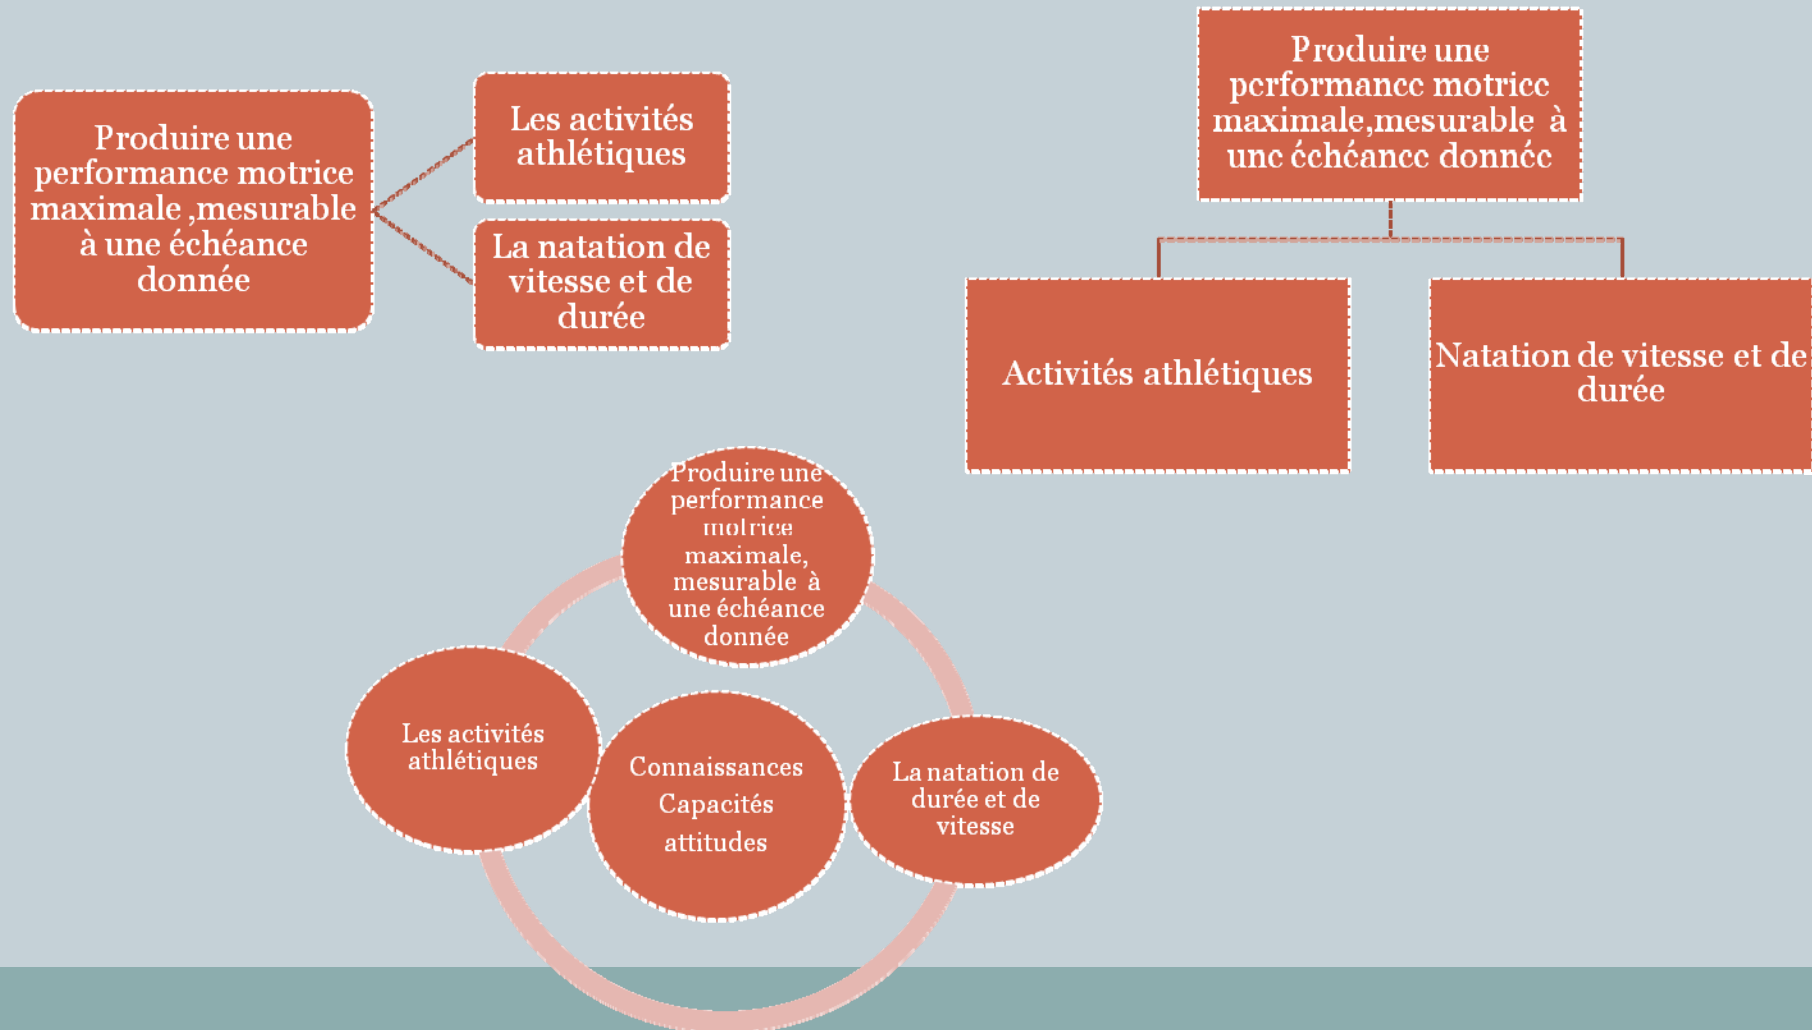 Produire une
performance motrice
maximale ,mesurable
à une échéance
donnée
Les activités
athlétiques
La natation de
vitesse et de
durée
Produire une
performance motrice
maximale,mesurable à
une échéance donnée
Activités athlétiques
Natation de vitesse et de
durée
Produire une
performance
motrice
maximale,
mesurable à
une échéance
donnée
Les activités
athlétiques
Connaissances
Capacités
attitudes
La natation de
durée et de
vitesse